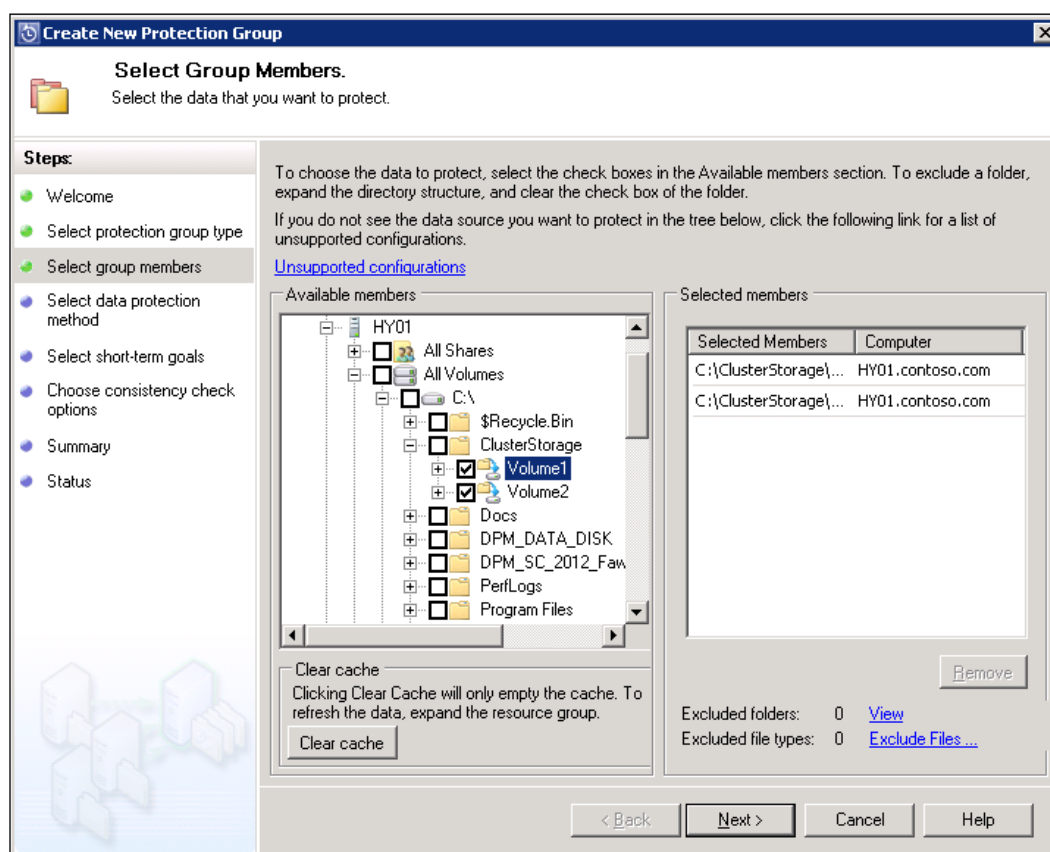 Create New Protection Group
Select Group Members.
Select the data that you want to protect.
Steps:
Welcome
Select protection group type
Select group members
Select data protection
method
Select short-term goals
Choose consistency check
options
Summary
Status
To choose the data to protect, select the check boxes in the Available members section. To exclude a folder,
expand the directory structure, and clear the check box of the folder.
If you do not see the data source you want to protect in the tree below, click the following link for a list of
unsupported configurations.
Unsupported configurations
Available members
HY01
All Shares
All Volumes
C:\
$Recycle.Bin
ClusterStorage
Volume1
Volume2
Docs
DPM_DATA_DISK
DPM_SC_2012_Faw
PerfLogs
Program Files
Clear cache
Clicking Clear Cache will only empty the cache. To
refresh the data, expand the resource group.
Clear cache
Selected members
Selected Members Computer
C:\ClusterStorage\... HY01.contoso.com
C:\ClusterStorage\... HY01.contoso.com
Remove
Excluded folders: 0 View
Excluded file types: 0 Exclude Files ...
< Back Next > Cancel Help